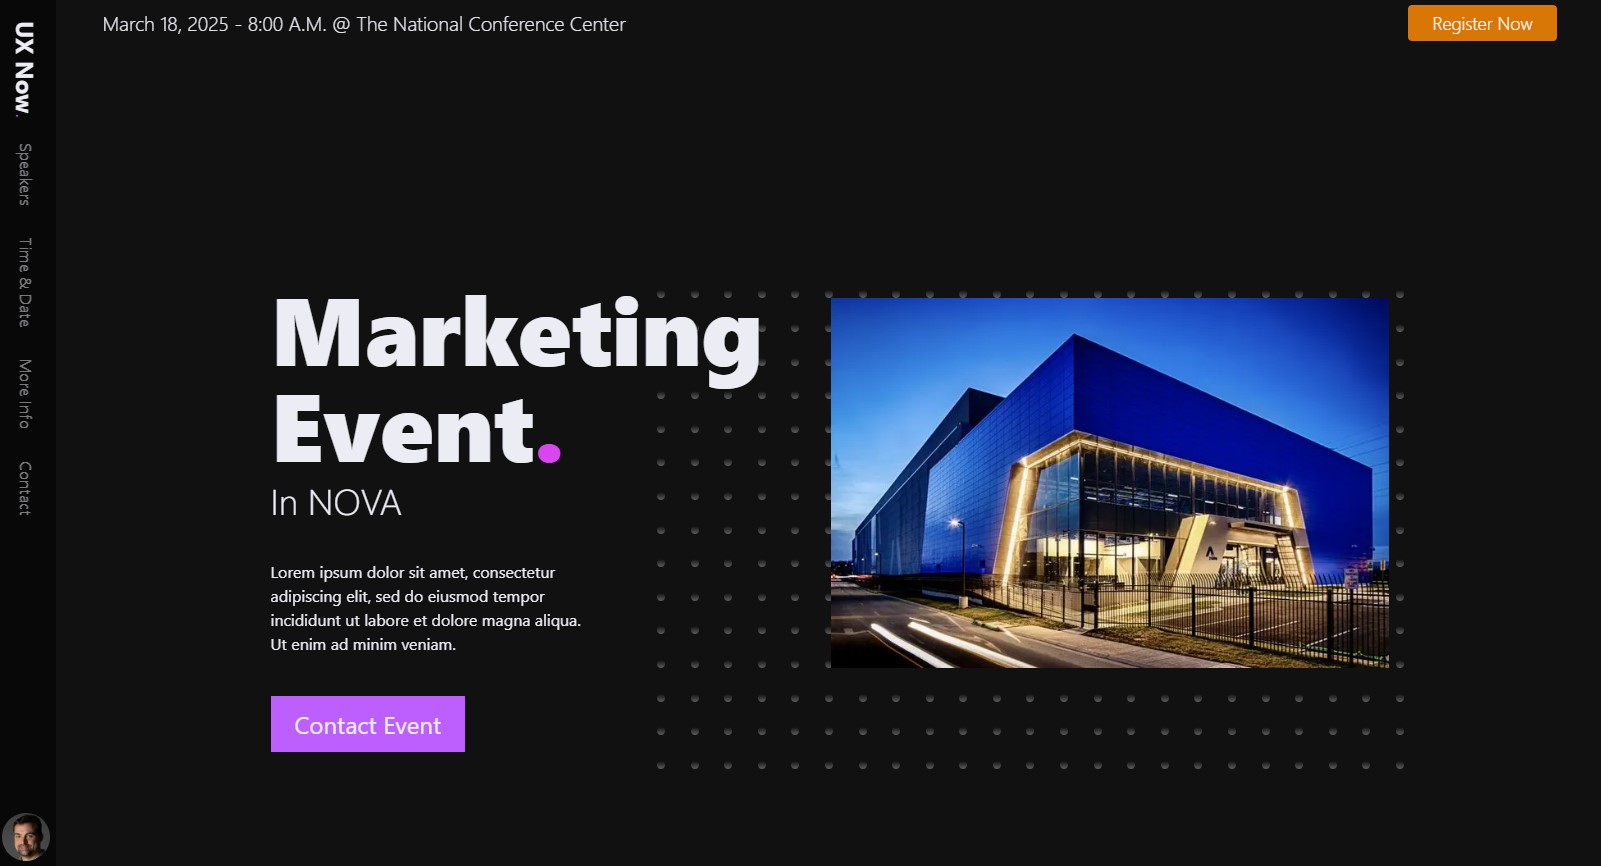 March 18, 2025 - 8:00 A.M. @ The National Conference Center
Register Now
UX Now.
Speakers
Time & Date
More Info
Contact
Marketing
Event.
In NOVA
Lorem ipsum dolor sit amet, consectetur
adipiscing elit, sed do eiusmod tempor
incididunt ut labore et dolore magna aliqua.
Ut enim ad minim veniam.
Contact Event